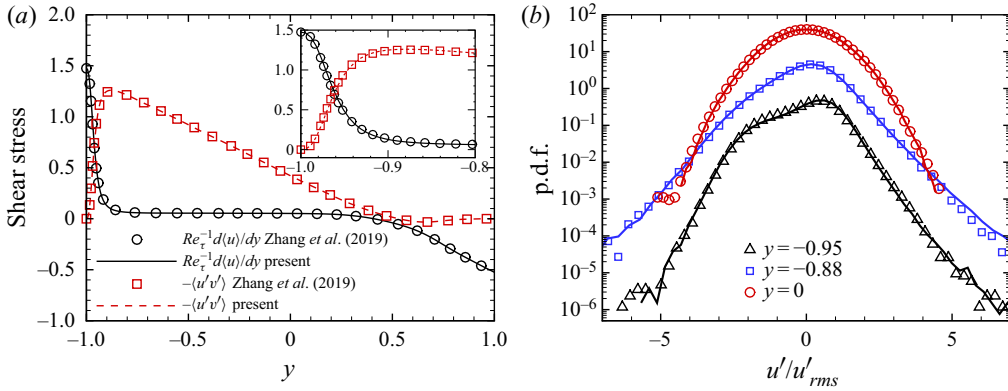 (a)
Shear stress
2.0
1.5
1.0
0.5
0
−0.5
−1.0
−1.0
−0.5
0
0.5
1.0
y
1.5
1.0
0.5
0
−1.0
−0.9
−0.8
Re_τ^{−1}d⟨u⟩/dy Zhang et al. (2019)
Re_τ^{−1}d⟨u⟩/dy present
−⟨u′v′⟩ Zhang et al. (2019)
−⟨u′v′⟩ present
(b)
p.d.f.
10^2
10^1
10^0
10^{−1}
10^{−2}
10^{−3}
10^{−4}
10^{−5}
10^{−6}
y=−0.95
y=−0.88
y=0
−5
0
5
u′/u′_{rms}